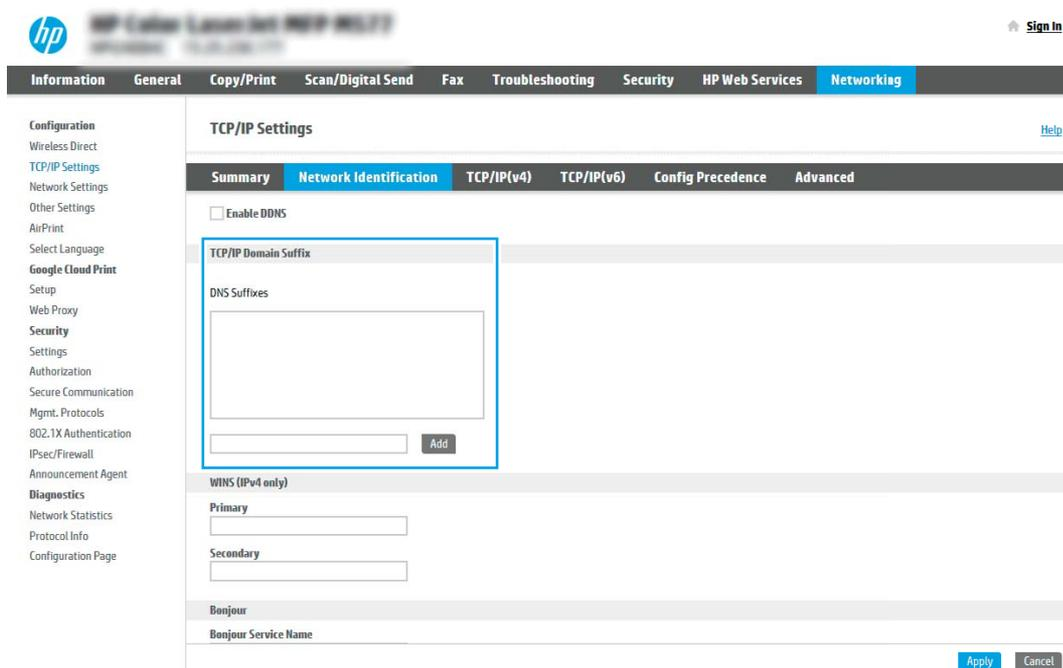 hp
Sign In
Information General Copy/Print Scan/Digital Send Fax Troubleshooting Security HP Web Services Networking
Configuration
Wireless Direct
TCP/IP Settings
Network Settings
Other Settings
AirPrint
Select Language
Google Cloud Print
Setup
Web Proxy
Security
Settings
Authorization
Secure Communication
Mgmt. Protocols
802.1X Authentication
IPsec/Firewall
Announcement Agent
Diagnostics
Network Statistics
Protocol Info
Configuration Page
TCP/IP Settings
Help
Summary Network Identification TCP/IP(v4) TCP/IP(v6) Config Precedence Advanced
Enable DDNS
TCP/IP Domain Suffix
DNS Suffixes
Add
WINS (IPv4 only)
Primary
Secondary
Bonjour
Bonjour Service Name
Apply Cancel